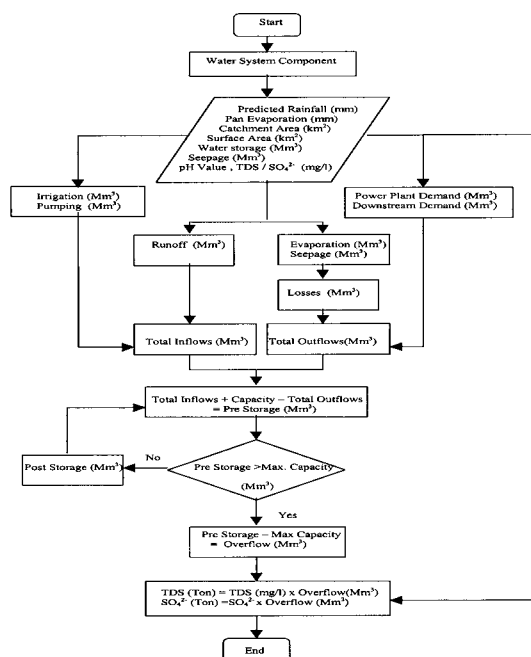 Start
Water System Component
Predicted Rainfall (mm)
Pan Evaporation (mm)
Catchment Area (km²)
Surface Area (km²)
Water storage (Mm³)
Seepage (Mm³)
pH Value , TDS / SO₄²⁻ (mg/l)
Irrigation (Mm³)
Pumping (Mm³)
Power Plant Demand (Mm³)
Downstream Demand (Mm³)
Runoff (Mm³)
Evaporation (Mm³)
Seepage (Mm³)
Losses (Mm³)
Total Inflows (Mm³)
Total Outflows(Mm³)
Total Inflows + Capacity – Total Outflows
= Pre Storage (Mm³)
Post Storage (Mm³)
No
Pre Storage >Max. Capacity
(Mm³)
Yes
Pre Storage – Max Capacity
= Overflow (Mm³)
TDS (Ton) = TDS (mg/l) x Overflow(Mm³)
SO₄²⁻ (Ton) =SO₄²⁻ x Overflow (Mm³)
End